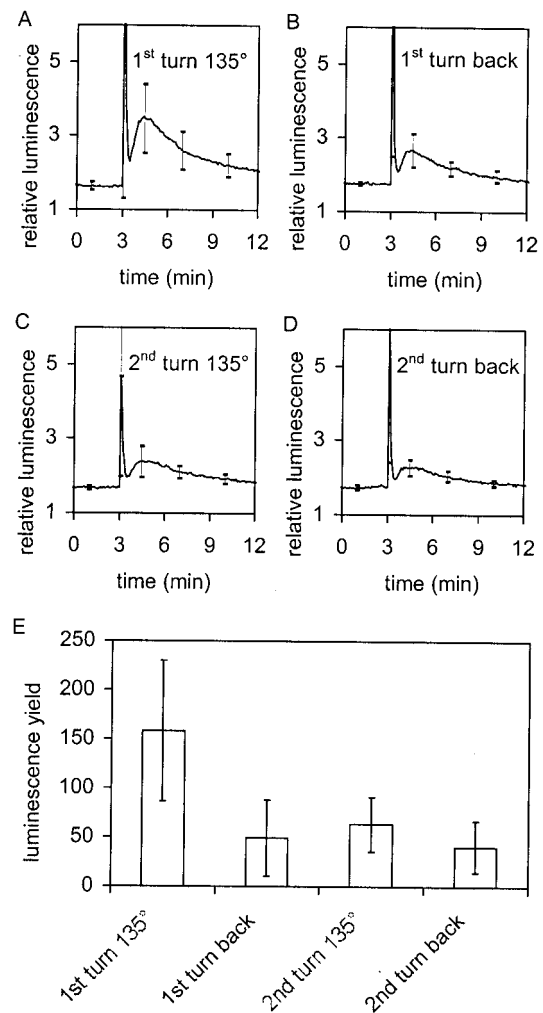 A
B
1st turn 135°
1st turn back
relative luminescence
relative luminescence
5
3
1
5
3
1
0 3 6 9 12
0 3 6 9 12
time (min)
time (min)
C
D
2nd turn 135°
2nd turn back
relative luminescence
relative luminescence
5
3
1
5
3
1
0 3 6 9 12
0 3 6 9 12
time (min)
time (min)
E
luminescence yield
250
200
150
100
50
0
1st turn 135°
1st turn back
2nd turn 135°
2nd turn back